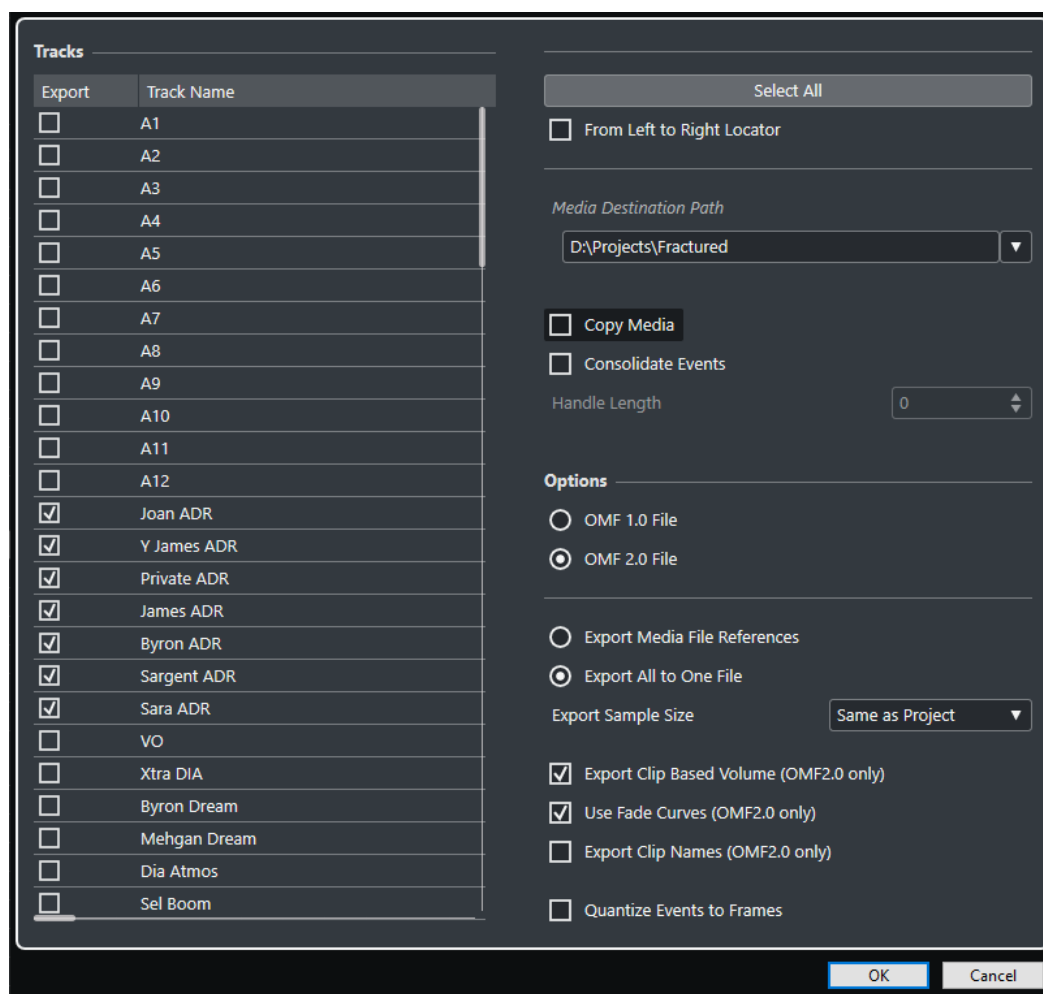 Tracks
Export Track Name
A1
A2
A3
A4
A5
A6
A7
A8
A9
A10
A11
A12
Joan ADR
Y James ADR
Private ADR
James ADR
Byron ADR
Sargent ADR
Sara ADR
VO
Xtra DIA
Byron Dream
Mehgan Dream
Dia Atmos
Sel Boom
Select All
From Left to Right Locator
Media Destination Path
D:\Projects\Fractured
Copy Media
Consolidate Events
Handle Length 0
Options
OMF 1.0 File
OMF 2.0 File
Export Media File References
Export All to One File
Export Sample Size Same as Project
Export Clip Based Volume (OMF2.0 only)
Use Fade Curves (OMF2.0 only)
Export Clip Names (OMF2.0 only)
Quantize Events to Frames
OK Cancel